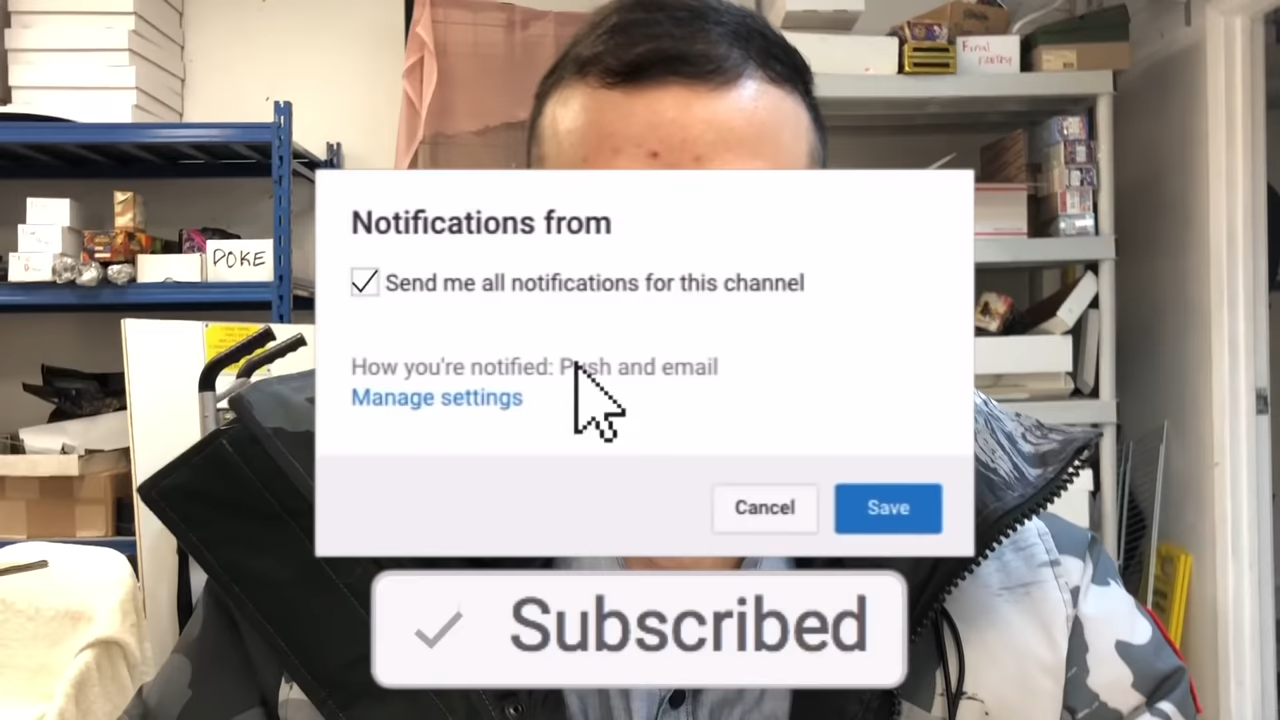 Final
POKE
Notifications from
Send me all notifications for this channel
How you're notified: Push and email
Manage settings
Cancel
Save
Subscribed